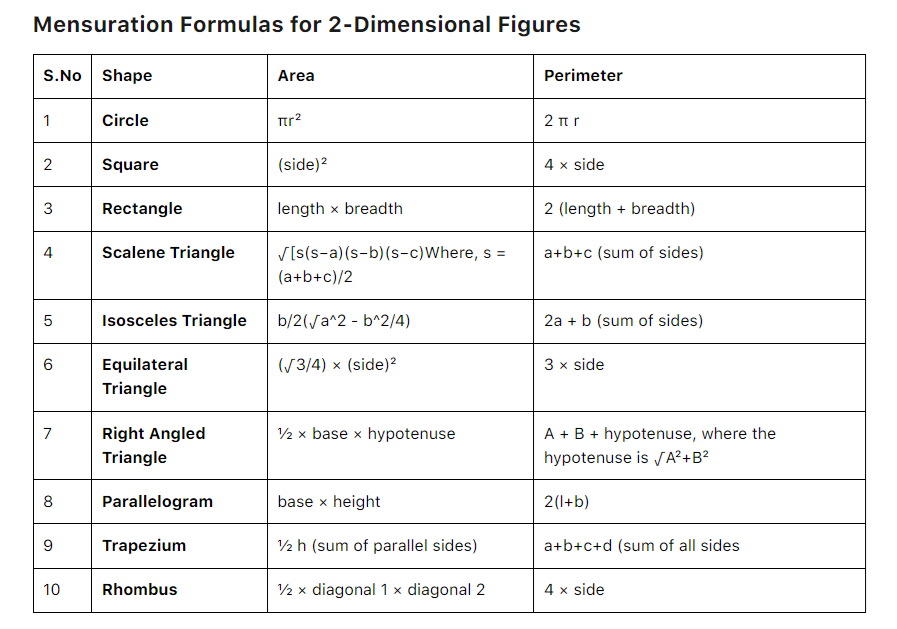 Mensuration Formulas for 2-Dimensional Figures
S.No Shape Area Perimeter
1 Circle πr² 2 π r
2 Square (side)² 4 × side
3 Rectangle length × breadth 2 (length + breadth)
4 Scalene Triangle √[s(s−a)(s−b)(s−c)Where, s = a+b+c (sum of sides)
(a+b+c)/2
5 Isosceles Triangle b/2(√a^2 - b^2/4) 2a + b (sum of sides)
6 Equilateral (√3/4) × (side)² 3 × side
Triangle
7 Right Angled ½ × base × hypotenuse A + B + hypotenuse, where the
Triangle hypotenuse is √A²+B²
8 Parallelogram base × height 2(l+b)
9 Trapezium ½ h (sum of parallel sides) a+b+c+d (sum of all sides
10 Rhombus ½ × diagonal 1 × diagonal 2 4 × side